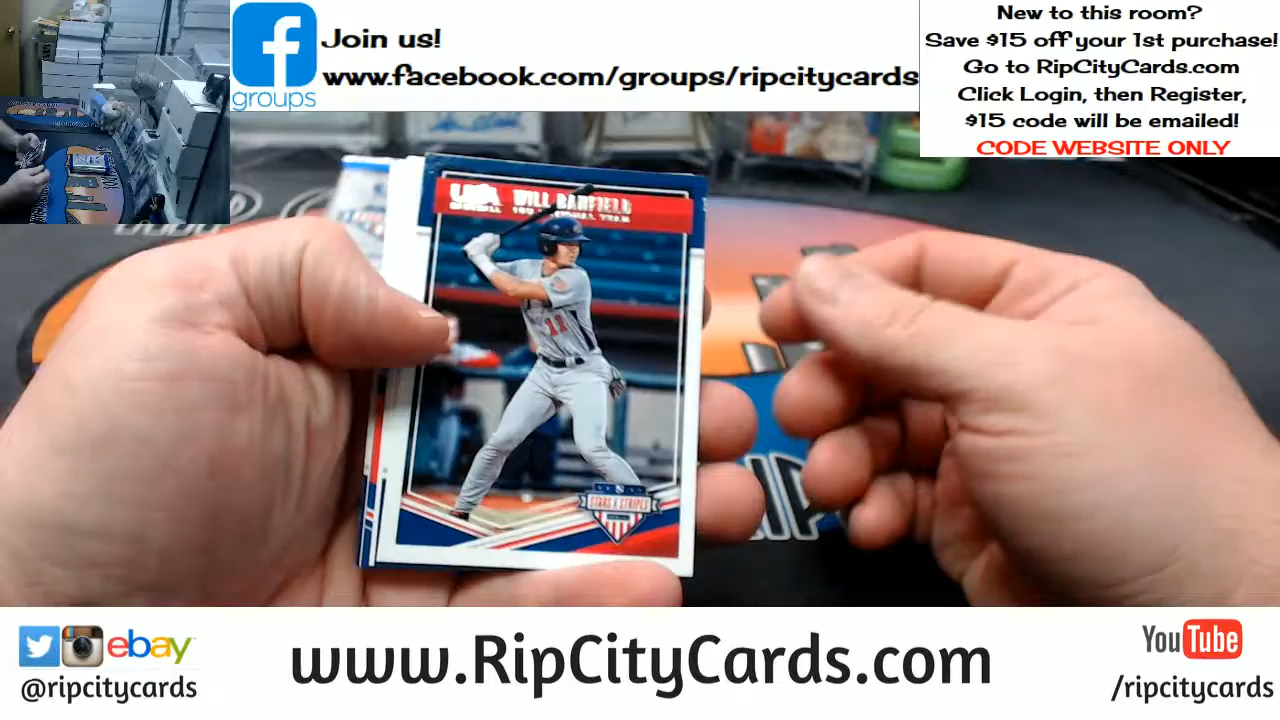 Join us!
www.facebook.com/groups/ripcitycards
groups
New to this room?
Save $15 off your 1st purchase!
Go to RipCityCards.com
Click Login, then Register,
$15 code will be emailed!
CODE WEBSITE ONLY
USA WILL BANFIELD
11
STARS & STRIPES
RIP
ebay
@ripcitycards
www.RipCityCards.com
YouTube
/ripcitycards